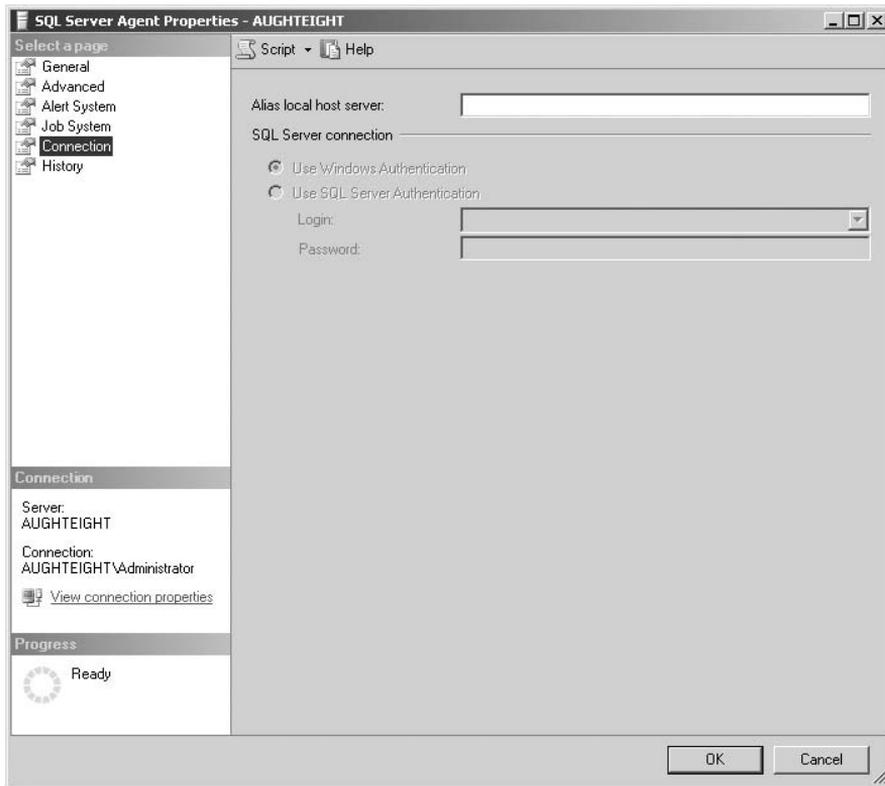 SQL Server Agent Properties - AUGHTEIGHT
Select a page
General
Advanced
Alert System
Job System
Connection
History
Script
Help
Alias local host server:
SQL Server connection
Use Windows Authentication
Use SQL Server Authentication
Login:
Password:
Connection
Server:
AUGHTEIGHT
Connection:
AUGHTEIGHT\Administrator
View connection properties
Progress
Ready
OK
Cancel